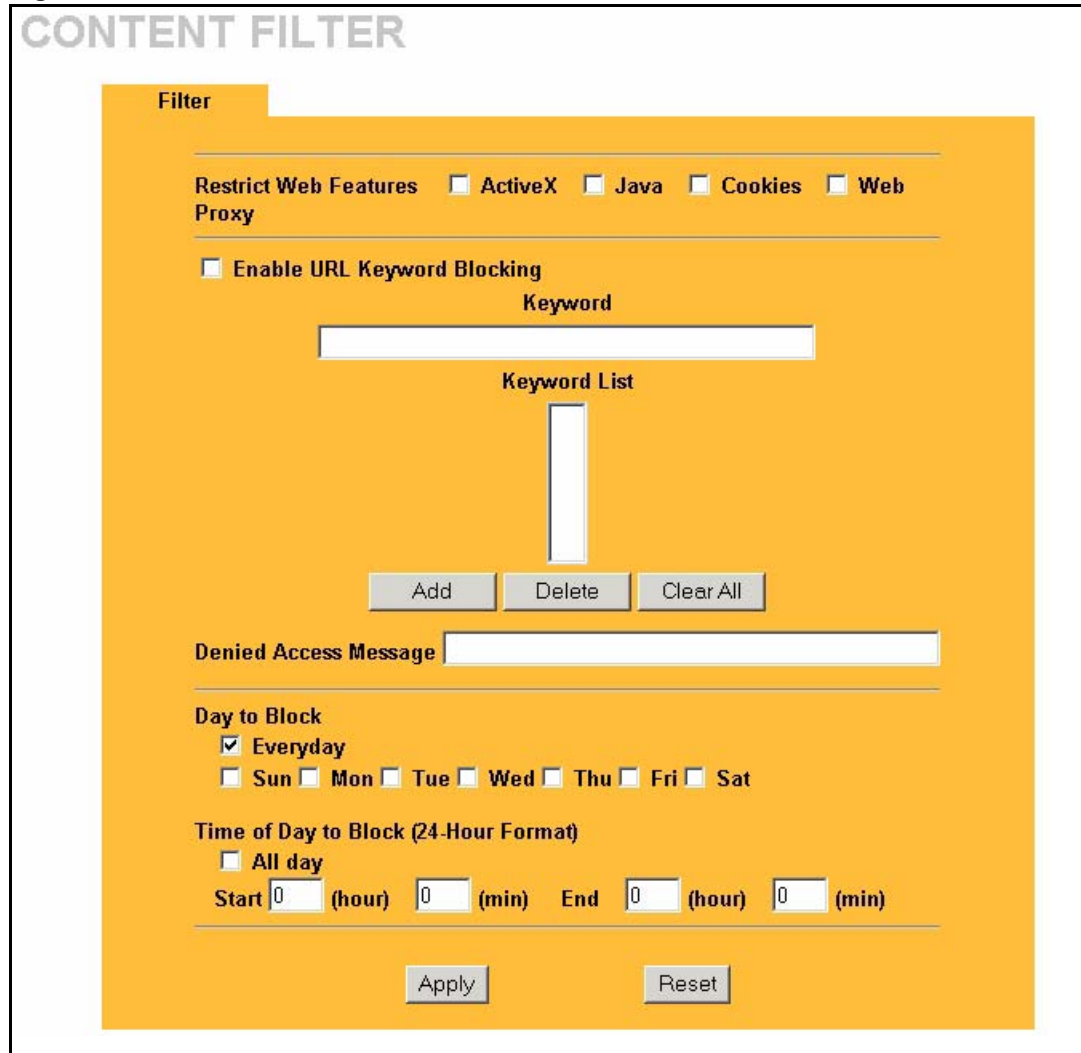 CONTENT FILTER
Filter
Restrict Web Features ActiveX Java Cookies Web
Proxy
Enable URL Keyword Blocking
Keyword
Keyword List
Add Delete Clear All
Denied Access Message
Day to Block
Everyday
Sun Mon Tue Wed Thu Fri Sat
Time of Day to Block (24-Hour Format)
All day
Start 0 (hour) 0 (min) End 0 (hour) 0 (min)
Apply Reset